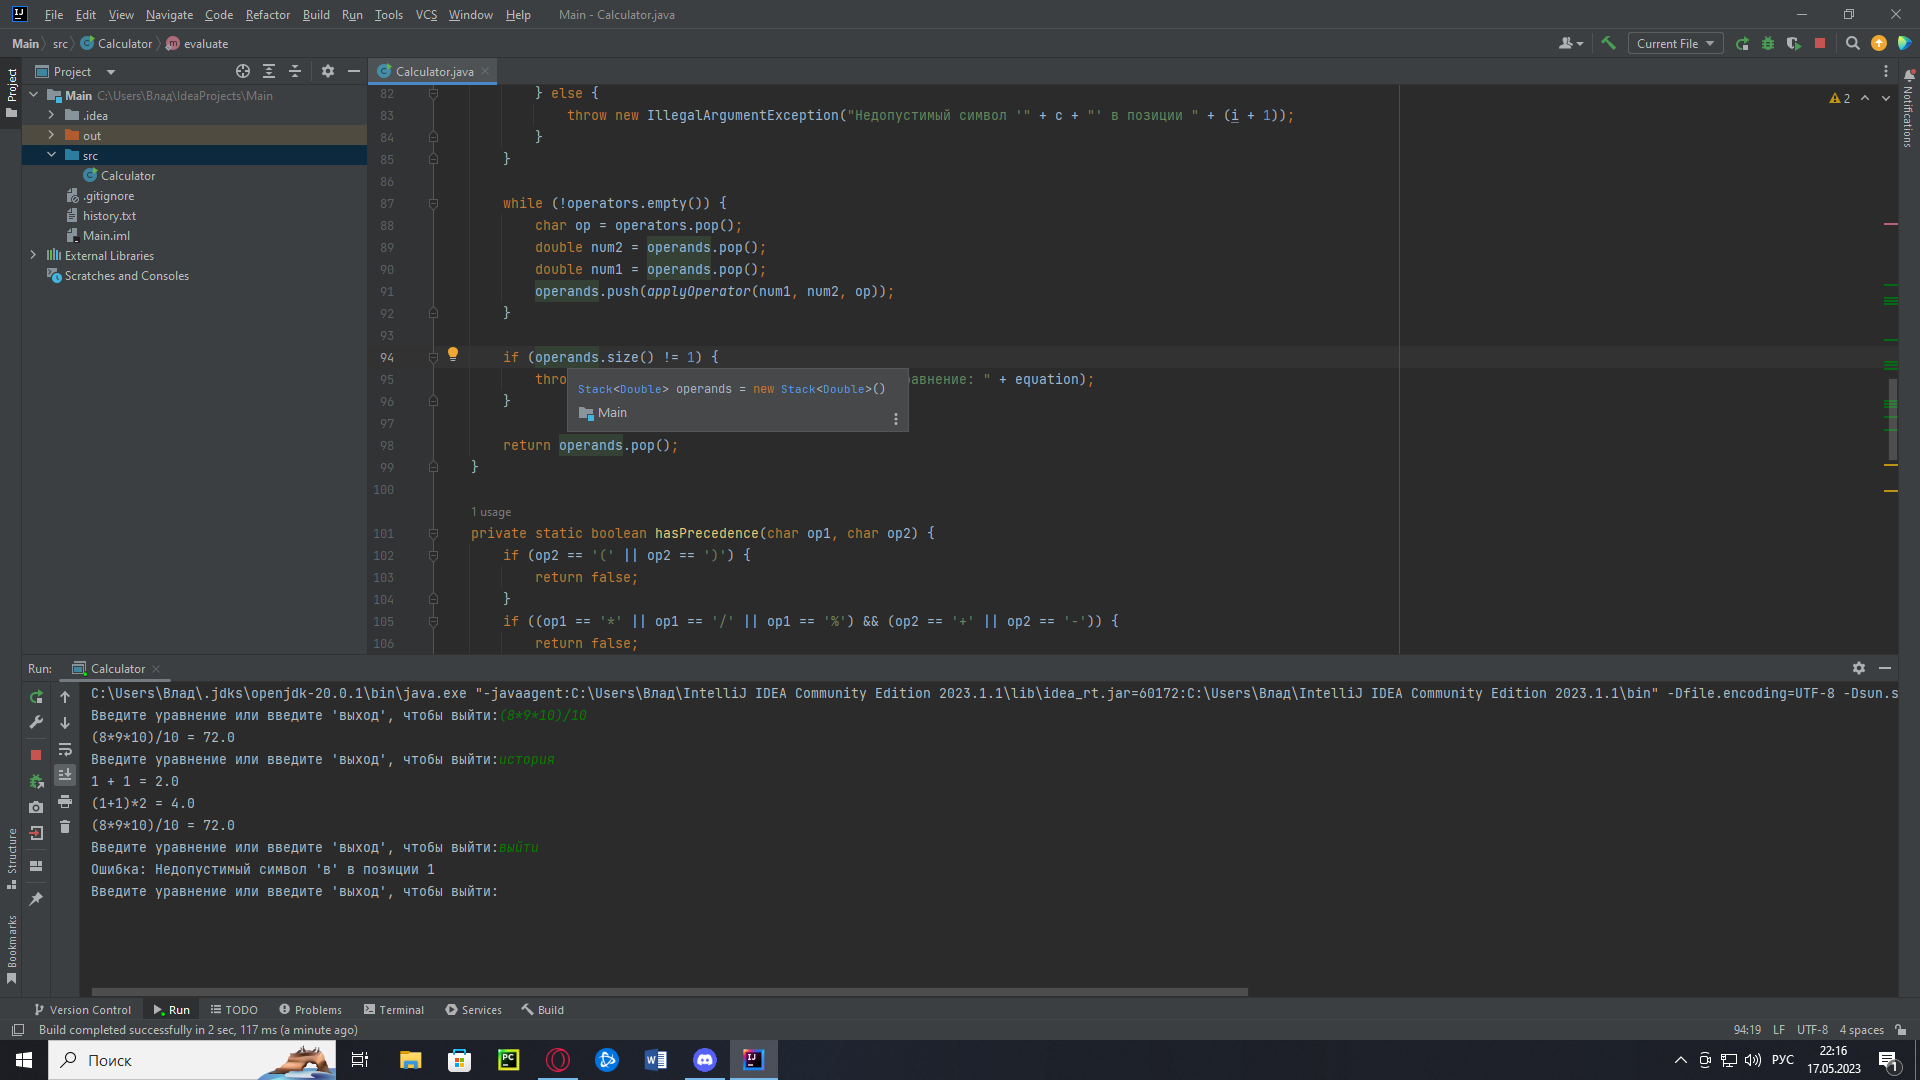 File Edit View Navigate Code Refactor Build Run Tools VCS Window Help Main - Calculator.java
Main src Calculator evaluate
Current File
Project
Calculator.java
Project
Notifications
Structure
Bookmarks
Main C:\Users\Влад\IdeaProjects\Main
.idea
out
src
Calculator
.gitignore
history.txt
Main.iml
External Libraries
Scratches and Consoles
2
82 } else {
83 throw new IllegalArgumentException("Недопустимый символ '" + c + "' в позиции " + (i + 1));
84 }
85 }
86
87 while (!operators.empty()) {
88 char op = operators.pop();
89 double num2 = operands.pop();
90 double num1 = operands.pop();
91 operands.push(applyOperator(num1, num2, op));
92 }
93
94 if (operands.size() != 1) {
95 thro авнение: " + equation);
Stack<Double> operands = new Stack<Double>()
Main
96 }
97
98 return operands.pop();
99 }
100
1 usage
101 private static boolean hasPrecedence(char op1, char op2) {
102 if (op2 == '(' || op2 == ')') {
103 return false;
104 }
105 if ((op1 == '*' || op1 == '/' || op1 == '%') && (op2 == '+' || op2 == '-')) {
106 return false;
Run: Calculator
C:\Users\Влад\.jdks\openjdk-20.0.1\bin\java.exe "-javaagent:C:\Users\Влад\IntelliJ IDEA Community Edition 2023.1.1\lib\idea_rt.jar=60172:C:\Users\Влад\IntelliJ IDEA Community Edition 2023.1.1\bin" -Dfile.encoding=UTF-8 -Dsun.s
Введите уравнение или введите 'выход', чтобы выйти:(8*9*10)/10
(8*9*10)/10 = 72.0
Введите уравнение или введите 'выход', чтобы выйти:история
1 + 1 = 2.0
(1+1)*2 = 4.0
(8*9*10)/10 = 72.0
Введите уравнение или введите 'выход', чтобы выйти:выйти
Ошибка: Недопустимый символ 'в' в позиции 1
Введите уравнение или введите 'выход', чтобы выйти:
Version Control Run TODO Problems Terminal Services Build
Build completed successfully in 2 sec, 117 ms (a minute ago)
94:19 LF UTF-8 4 spaces
Поиск
РУС
22:16
17.05.2023
1